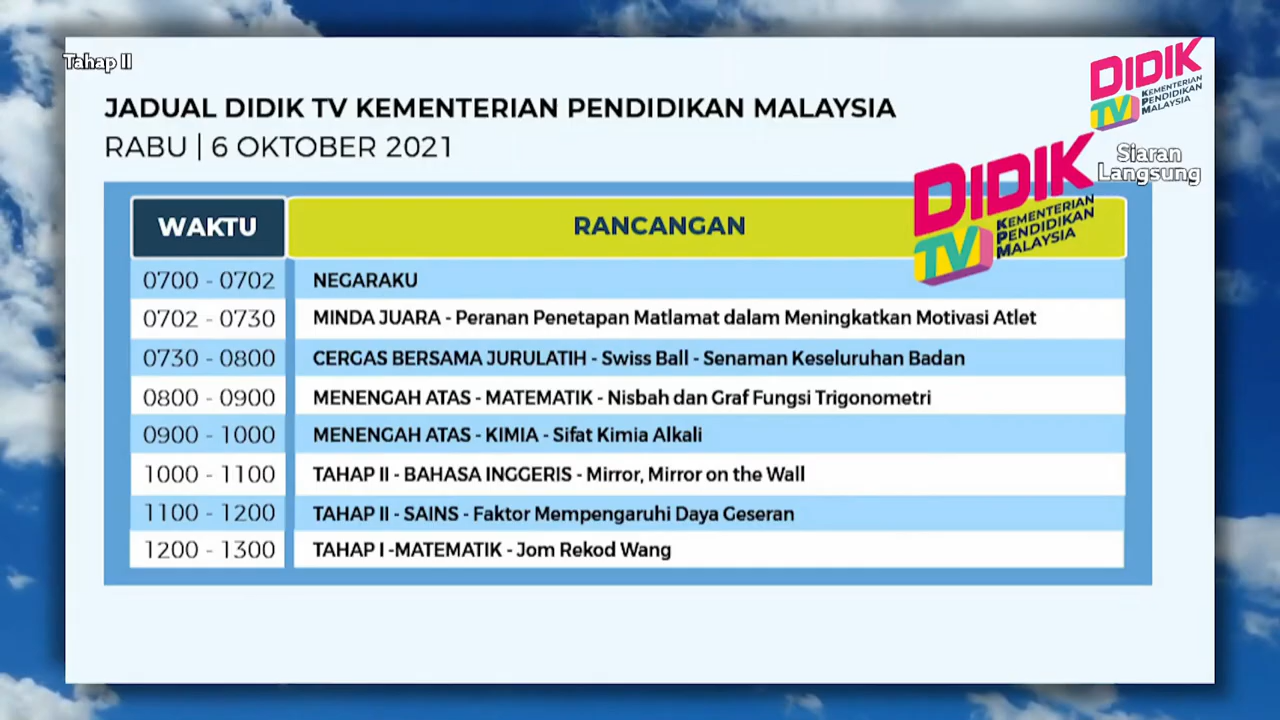 Tahap II
DIDIK
TV KEMENTERIAN
PENDIDIKAN
MALAYSIA
Siaran
Langsung
JADUAL DIDIK TV KEMENTERIAN PENDIDIKAN MALAYSIA
RABU | 6 OKTOBER 2021
DIDIK
TV KEMENTERIAN
PENDIDIKAN
MALAYSIA
WAKTU RANCANGAN
0700 - 0702 NEGARAKU
0702 - 0730 MINDA JUARA - Peranan Penetapan Matlamat dalam Meningkatkan Motivasi Atlet
0730 - 0800 CERGAS BERSAMA JURULATIH - Swiss Ball - Senaman Keseluruhan Badan
0800 - 0900 MENENGAH ATAS - MATEMATIK - Nisbah dan Graf Fungsi Trigonometri
0900 - 1000 MENENGAH ATAS - KIMIA - Sifat Kimia Alkali
1000 - 1100 TAHAP II - BAHASA INGGERIS - Mirror, Mirror on the Wall
1100 - 1200 TAHAP II - SAINS - Faktor Mempengaruhi Daya Geseran
1200 - 1300 TAHAP I -MATEMATIK - Jom Rekod Wang